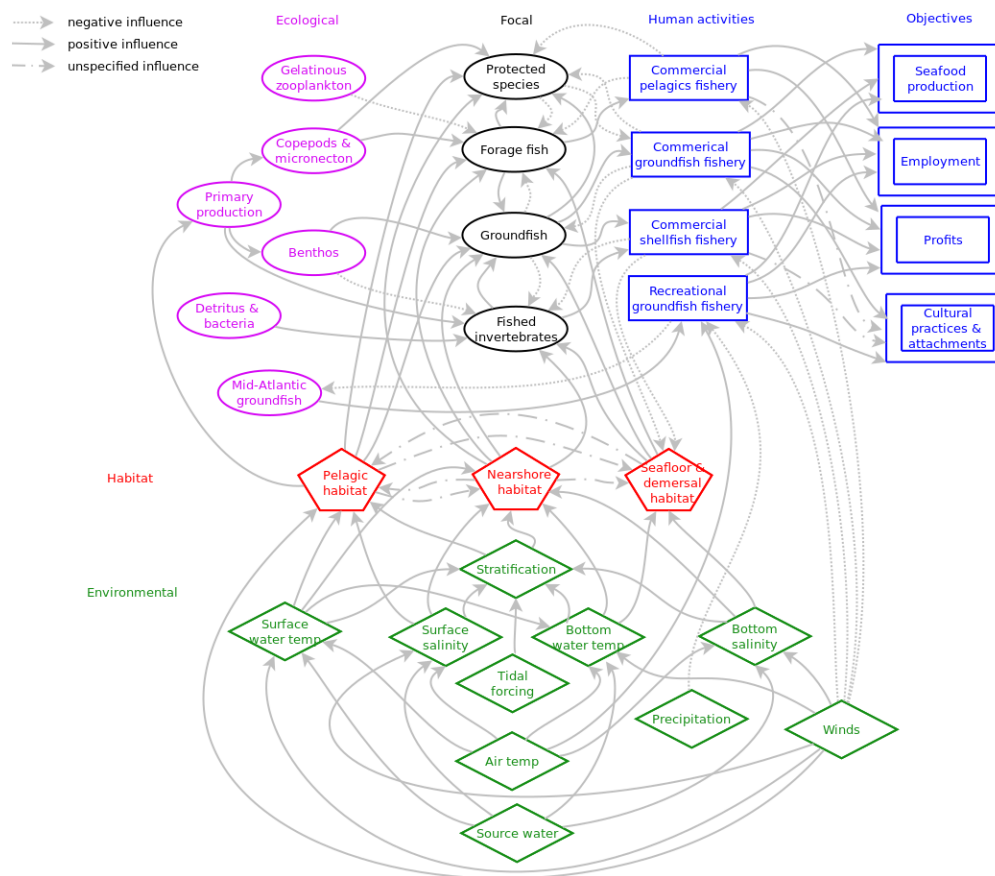 negative influence
positive influence
unspecified influence
Ecological
Focal
Human activities
Objectives
Gelatinous
zooplankton
Protected
species
Commercial
pelagics fishery
Seafood
production
Copepods &
micronecton
Forage fish
Commerical
groundfish fishery
Employment
Primary
production
Benthos
Groundfish
Commercial
shellfish fishery
Profits
Detritus &
bacteria
Fished
invertebrates
Recreational
groundfish fishery
Cultural
practices &
attachments
Mid-Atlantic
groundfish
Habitat
Pelagic
habitat
Nearshore
habitat
Seafloor &
demersal
habitat
Environmental
Stratification
Surface
water temp
Surface
salinity
Bottom
water temp
Bottom
salinity
Tidal
forcing
Precipitation
Winds
Air temp
Source water